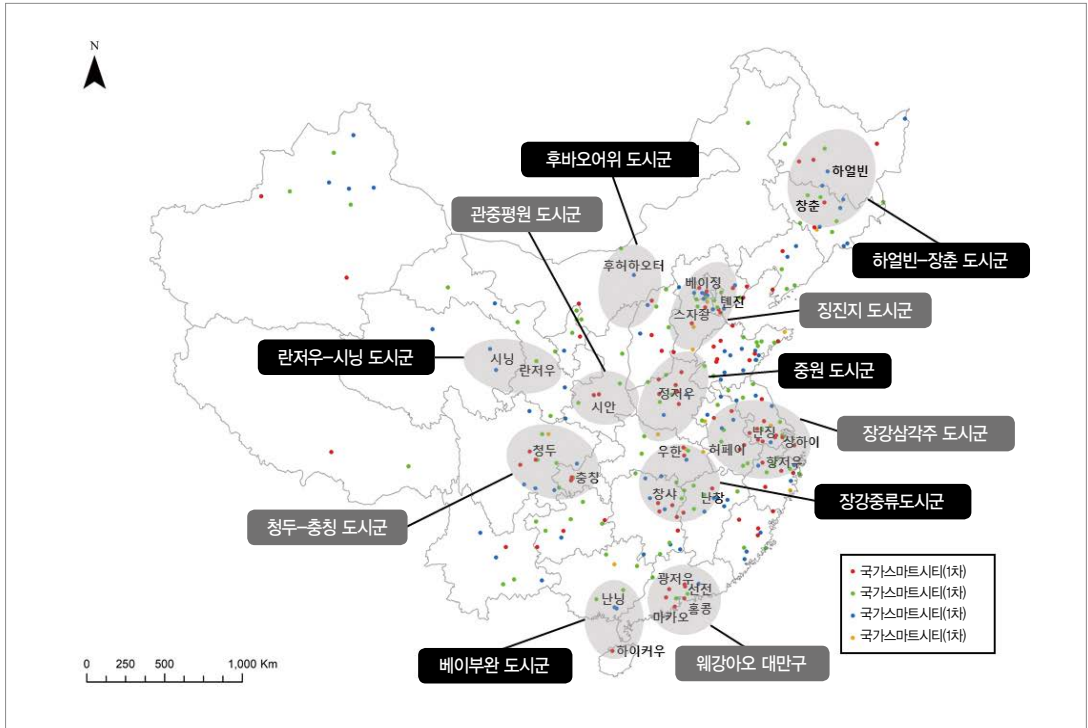 N
후바오어위 도시군
관중평원 도시군
하얼빈
창춘
후허하오터
하얼빈-장춘 도시군
베이징
톈진
스자좡
징진지 도시군
란저우-시닝 도시군
시닝
란저우
중원 도시군
시안
정저우
장강삼각주 도시군
난징
상하이
허페이
항저우
청두
충칭
우한
창샤
난창
장강중류도시군
청두-충칭 도시군
국가스마트시티(1차)
국가스마트시티(1차)
국가스마트시티(1차)
국가스마트시티(1차)
광저우
선전
홍콩
마카오
난닝
하이커우
베이부완 도시군
웨강아오 대만구
0 250 500 1,000 Km